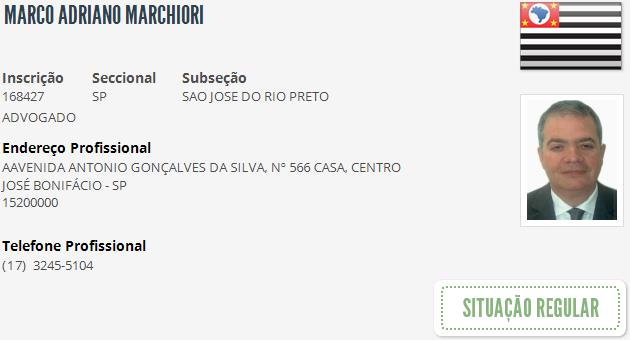 MARCO ADRIANO MARCHIORI
Inscrição Seccional Subseção
168427 SP SAO JOSE DO RIO PRETO
ADVOGADO
Endereço Profissional
AAVENIDA ANTONIO GONÇALVES DA SILVA, Nº 566 CASA, CENTRO
JOSÉ BONIFÁCIO - SP
15200000
Telefone Profissional
(17) 3245-5104
SITUAÇÃO REGULAR